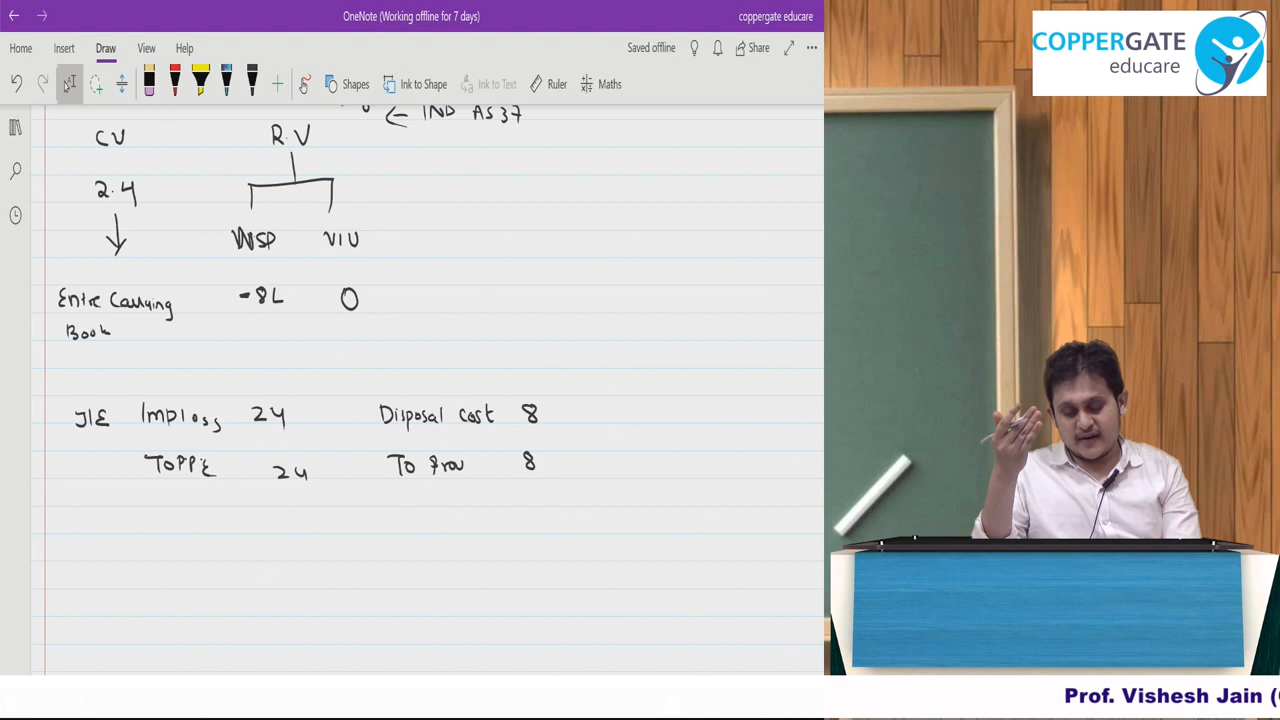 OneNote (Working offline for 7 days)
coppergate educare
Home Insert Draw View Help
Saved offline Share
Shapes Ink to Shape Ink to Text Ruler Maths
COPPERGATE
educare
← IND AS 37
CV R.V
2.4
NSP VIU
Entire Carrying -8L 0
Book
J/E Imploss 24 Disposal Cost 8
To PPE 24 To Prov 8
Prof. Vishesh Jain (